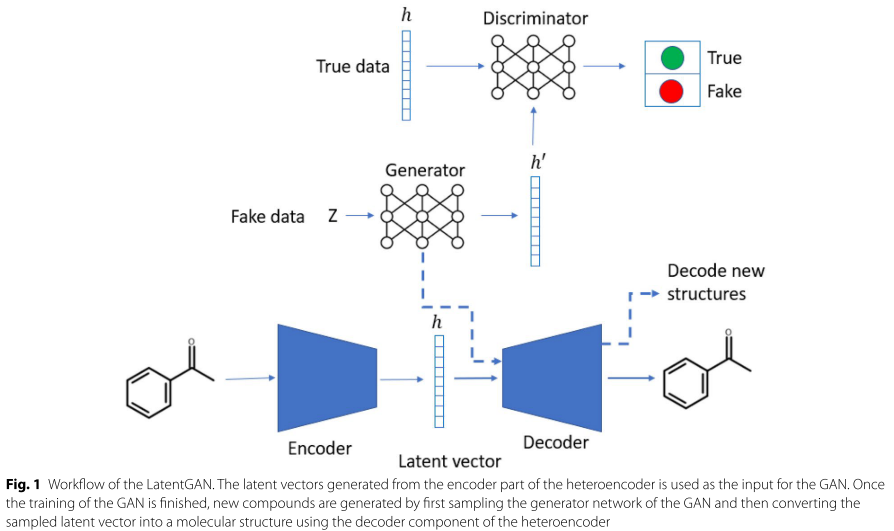 h
Discriminator
True data
True
Fake
h′
Generator
Fake data
Z
Decode new
structures
h
O
O
Encoder
Decoder
Latent vector
Fig. 1 Workflow of the LatentGAN. The latent vectors generated from the encoder part of the heteroencoder is used as the input for the GAN. Once
the training of the GAN is finished, new compounds are generated by first sampling the generator network of the GAN and then converting the
sampled latent vector into a molecular structure using the decoder component of the heteroencoder